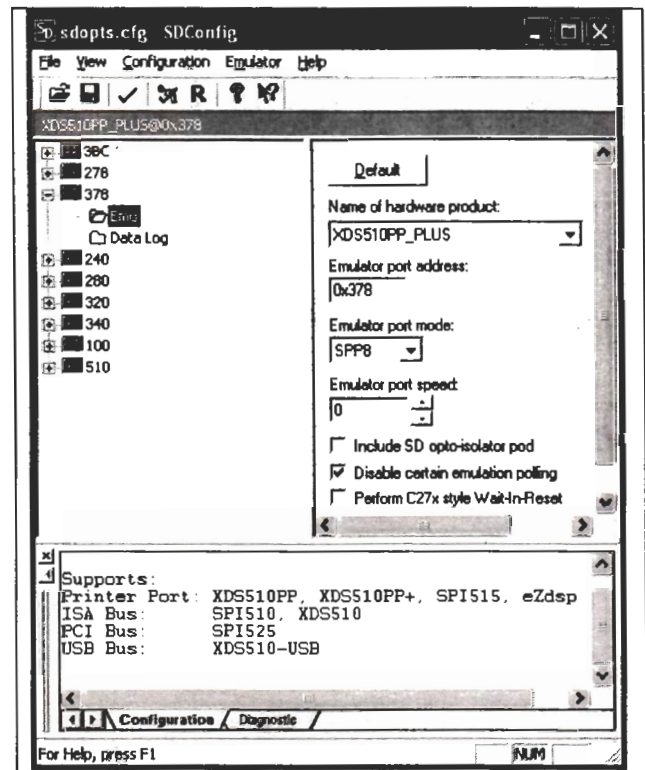 SD sdopts.cfg SDConfig
File View Configuration Emulator Help
R
XDS510PP_PLUS@0x378
3BC
278
378
Emu
Data Log
240
280
320
340
100
510
Default
Name of hardware product:
XDS510PP_PLUS
Emulator port address:
0x378
Emulator port mode:
SPP8
Emulator port speed:
0
Include SD opto-isolator pod
Disable certain emulation polling
Perform C27x style Wait-In-Reset
Supports:
Printer Port: XDS510PP, XDS510PP+, SPI515, eZdsp
ISA Bus: SPI510, XDS510
PCI Bus: SPI525
USB Bus: XDS510-USB
Configuration
Diagnostic
For Help, press F1
NUM